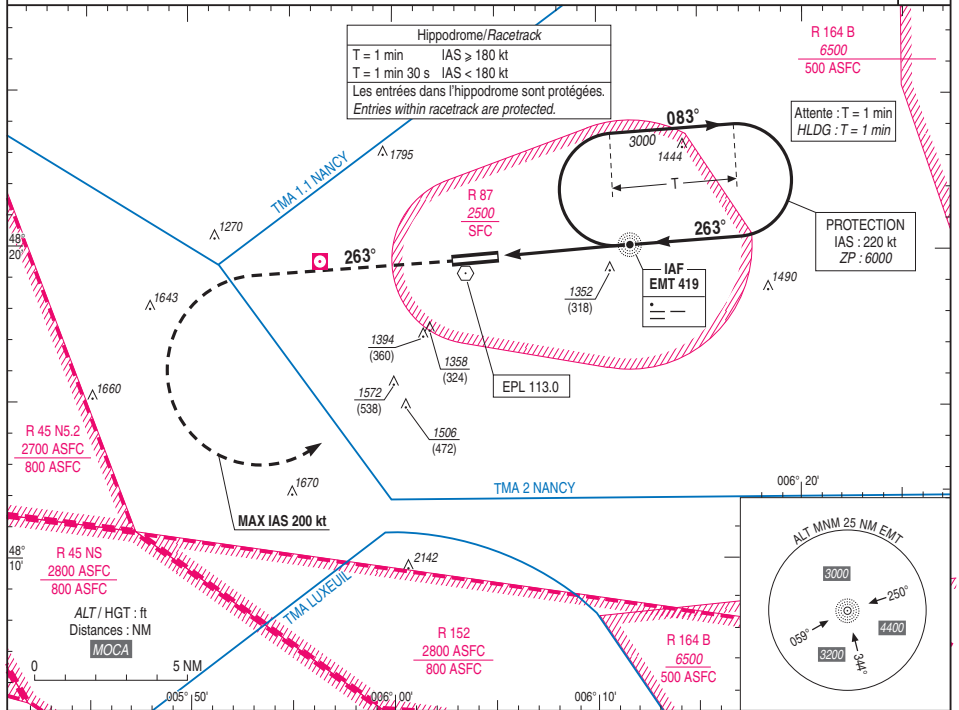 Hippodrome/Racetrack
T = 1 min IAS ⩾ 180 kt
T = 1 min 30 s IAS < 180 kt
Les entrées dans l'hippodrome sont protégées.
Entries within racetrack are protected.
R 164 B
6500
500 ASFC
Attente : T = 1 min
HLDG : T = 1 min
083°
3000
1444
T
1795
TMA 1.1 NANCY
R 87
2500
SFC
1270
48°
20'
263°
263°
PROTECTION
IAS : 220 kt
ZP : 6000
IAF
EMT 419
1490
1352
(318)
1643
1394
(360)
1358
(324)
EPL 113.0
1572
(538)
1506
(472)
1660
R 45 N5.2
2700 ASFC
800 ASFC
1670
MAX IAS 200 kt
TMA 2 NANCY
006° 20'
48°
10'
R 45 NS
2800 ASFC
800 ASFC
2142
TMA LUXEUIL
ALT / HGT : ft
Distances : NM
MOCA
0 5 NM
R 152
2800 ASFC
800 ASFC
R 164 B
6500
500 ASFC
ALT MNM 25 NM EMT
3000
250°
4400
059°
3200
344°
005° 50'
006° 00'
006° 10'